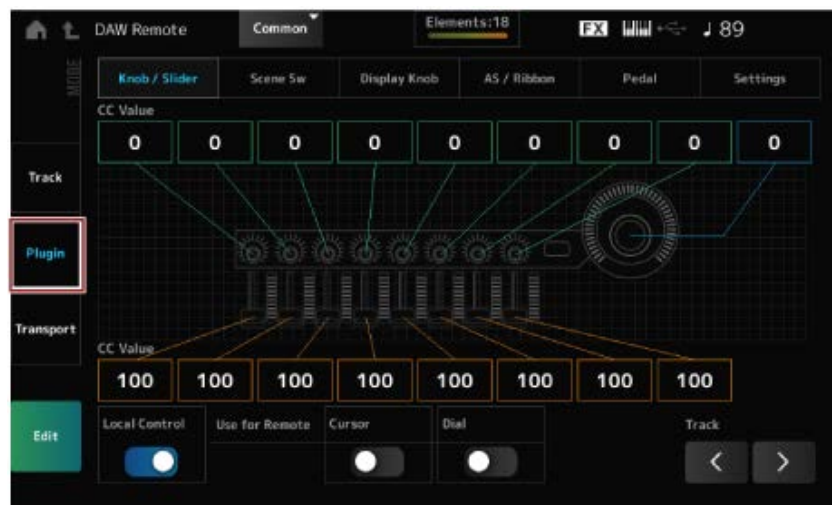 DAW Remote Common Elements:18 FX 89
MORE
Knob / Slider Scene Sw Display Knob AS / Ribbon Pedal Settings
CC Value
0 0 0 0 0 0 0 0 0
Track
Plugin
Transport
CC Value
100 100 100 100 100 100 100 100
Edit
Local Control Use for Remote Cursor Dial Track